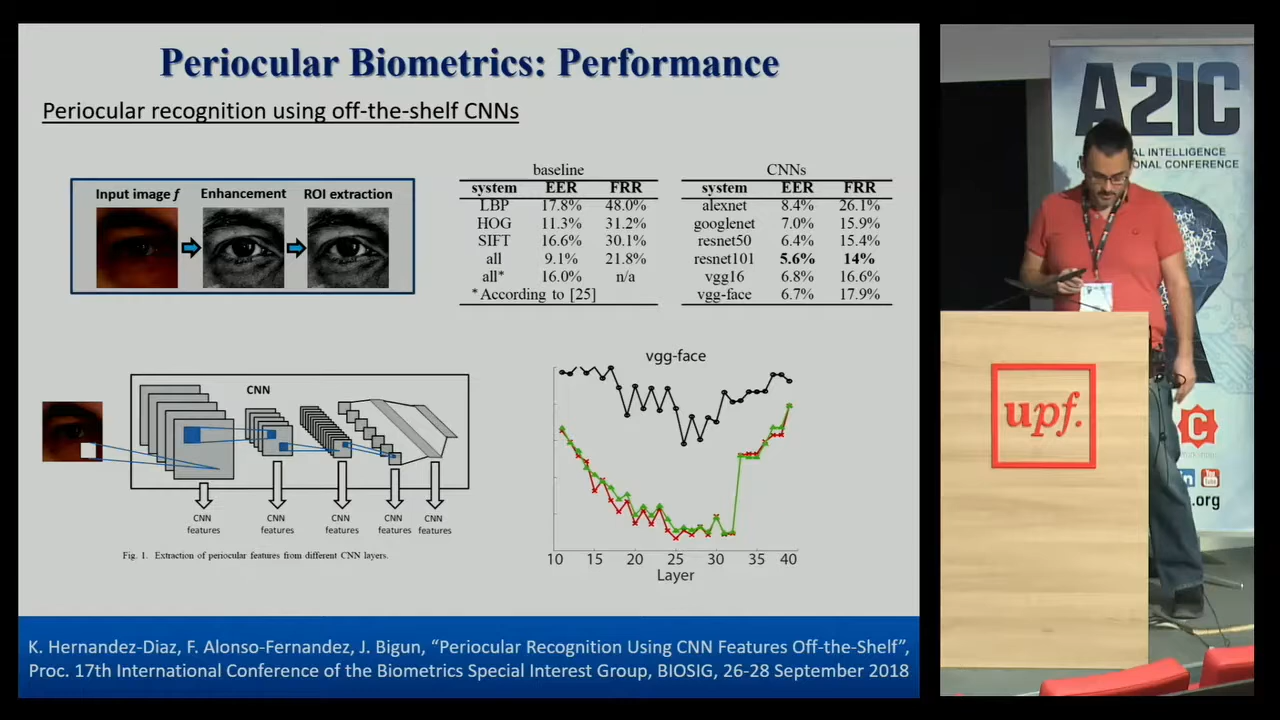 Periocular Biometrics: Performance
Periocular recognition using off-the-shelf CNNs
Input image f Enhancement ROI extraction
baseline
system EER FRR
LBP 17.8% 48.0%
HOG 11.3% 31.2%
SIFT 16.6% 30.1%
all 9.1% 21.8%
all* 16.0% n/a
*According to [25]
CNNs
system EER FRR
alexnet 8.4% 26.1%
googlenet 7.0% 15.9%
resnet50 6.4% 15.4%
resnet101 5.6% 14%
vgg16 6.8% 16.6%
vgg-face 6.7% 17.9%
CNN
CNN features CNN features CNN features CNN features CNN features
Fig. 1. Extraction of periocular features from different CNN layers.
vgg-face
10 15 20 25 30 35 40
Layer
K. Hernandez-Diaz, F. Alonso-Fernandez, J. Bigun, “Periocular Recognition Using CNN Features Off-the-Shelf”,
Proc. 17th International Conference of the Biometrics Special Interest Group, BIOSIG, 26-28 September 2018
A2IC
AL INTELLIGENCE
ONAL CONFERENCE
upf.
C
in You Tube
.org